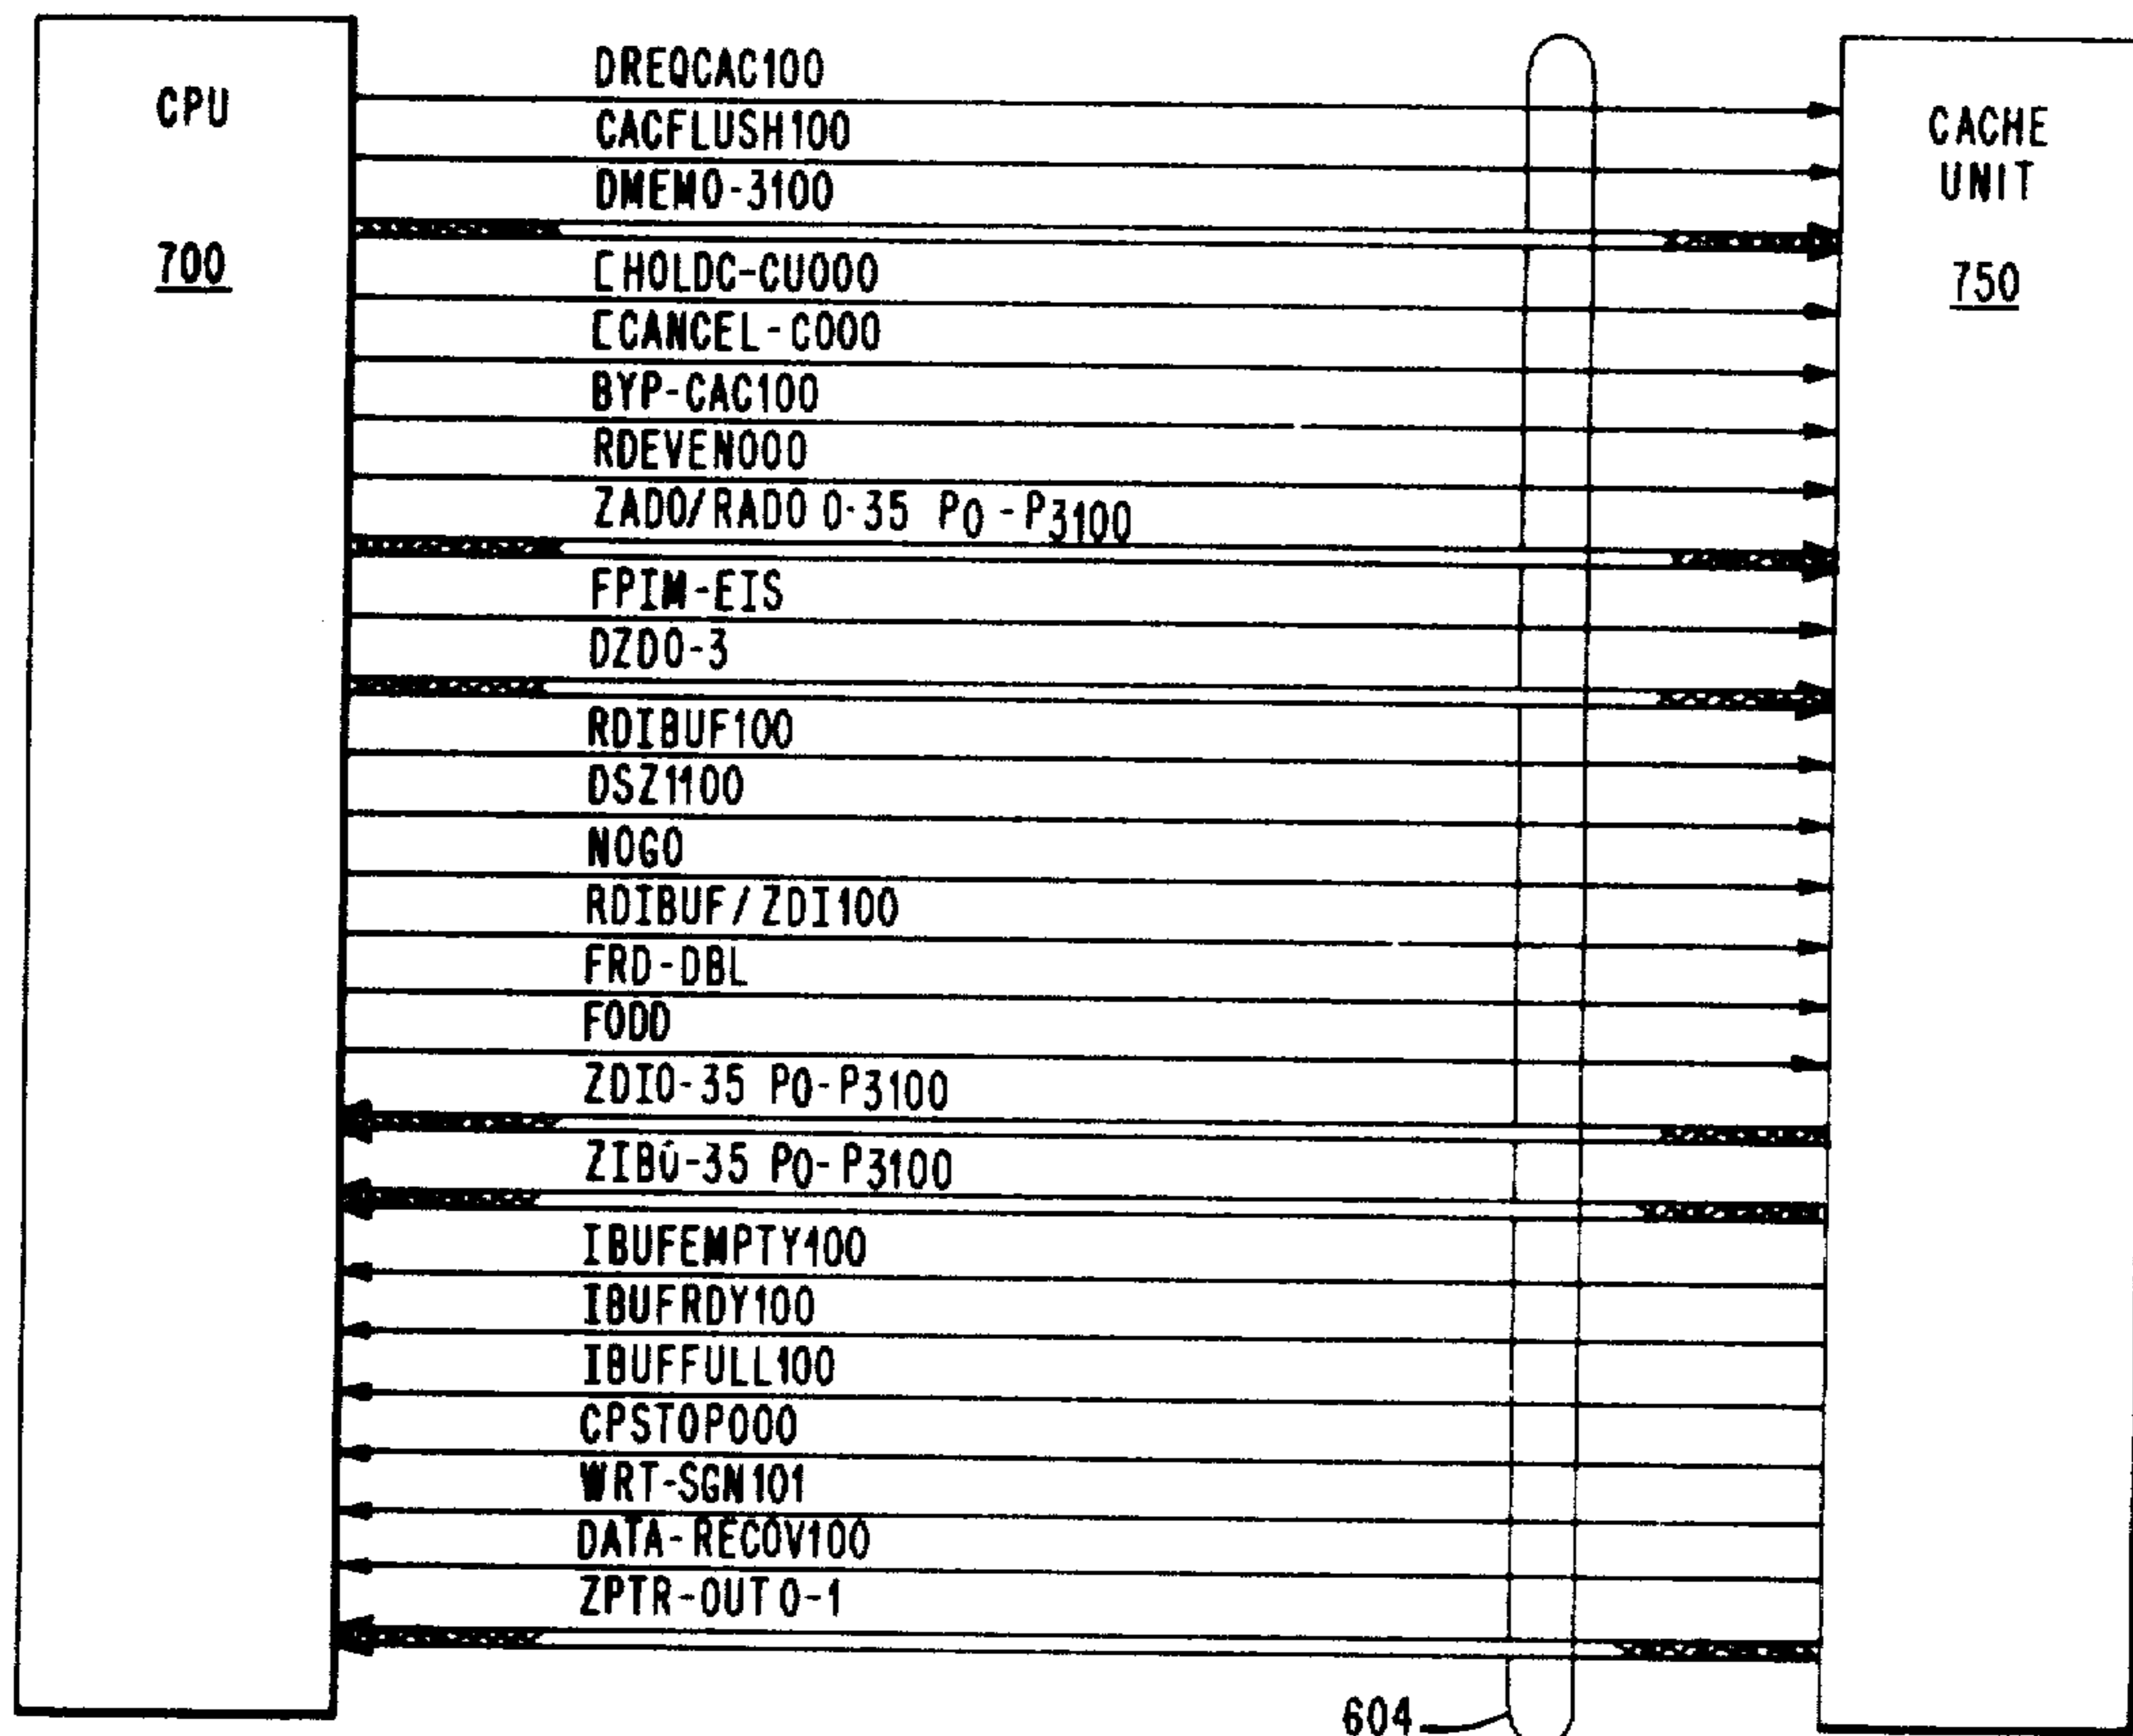 CPU
700
DREQCAC100
CACFLUSH100
DMEM0-3100
[HOLDC-CU000
[CANCEL-C000
BYP-CAC100
RDEVEN000
ZADO/RADO 0-35 P0-P3100
FPIM-EIS
DZD0-3
RDIBUF100
DSZ1100
NOGO
RDIBUF/ZDI100
FRD-DBL
FODD
ZDI0-35 P0-P3100
ZIB0-35 P0-P3100
IBUFEMPTY100
IBUFRDY100
IBUFFULL100
CPSTOP000
WRT-SGN101
DATA-RECOV100
ZPTR-OUT 0-1
CACHE
UNIT
750
604